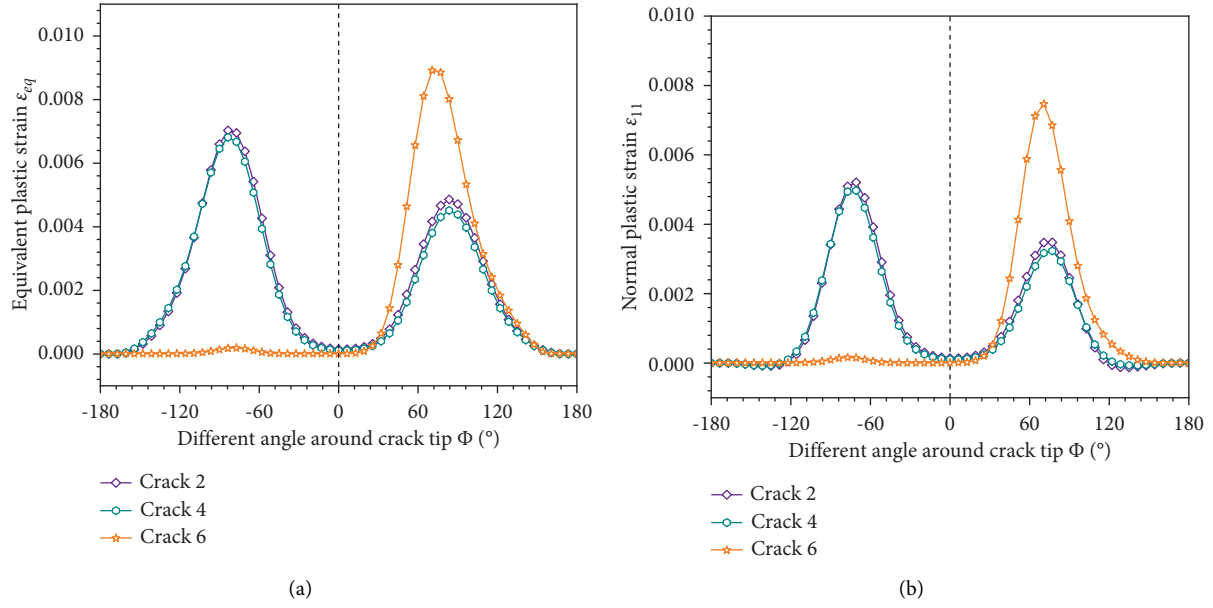 0.010
0.008
0.006
0.004
0.002
0.000
Equivalent plastic strain εeq
-180 -120 -60 0 60 120 180
Different angle around crack tip Φ (°)
Crack 2
Crack 4
Crack 6
(a)
0.010
0.008
0.006
0.004
0.002
0.000
Normal plastic strain ε11
-180 -120 -60 0 60 120 180
Different angle around crack tip Φ (°)
Crack 2
Crack 4
Crack 6
(b)